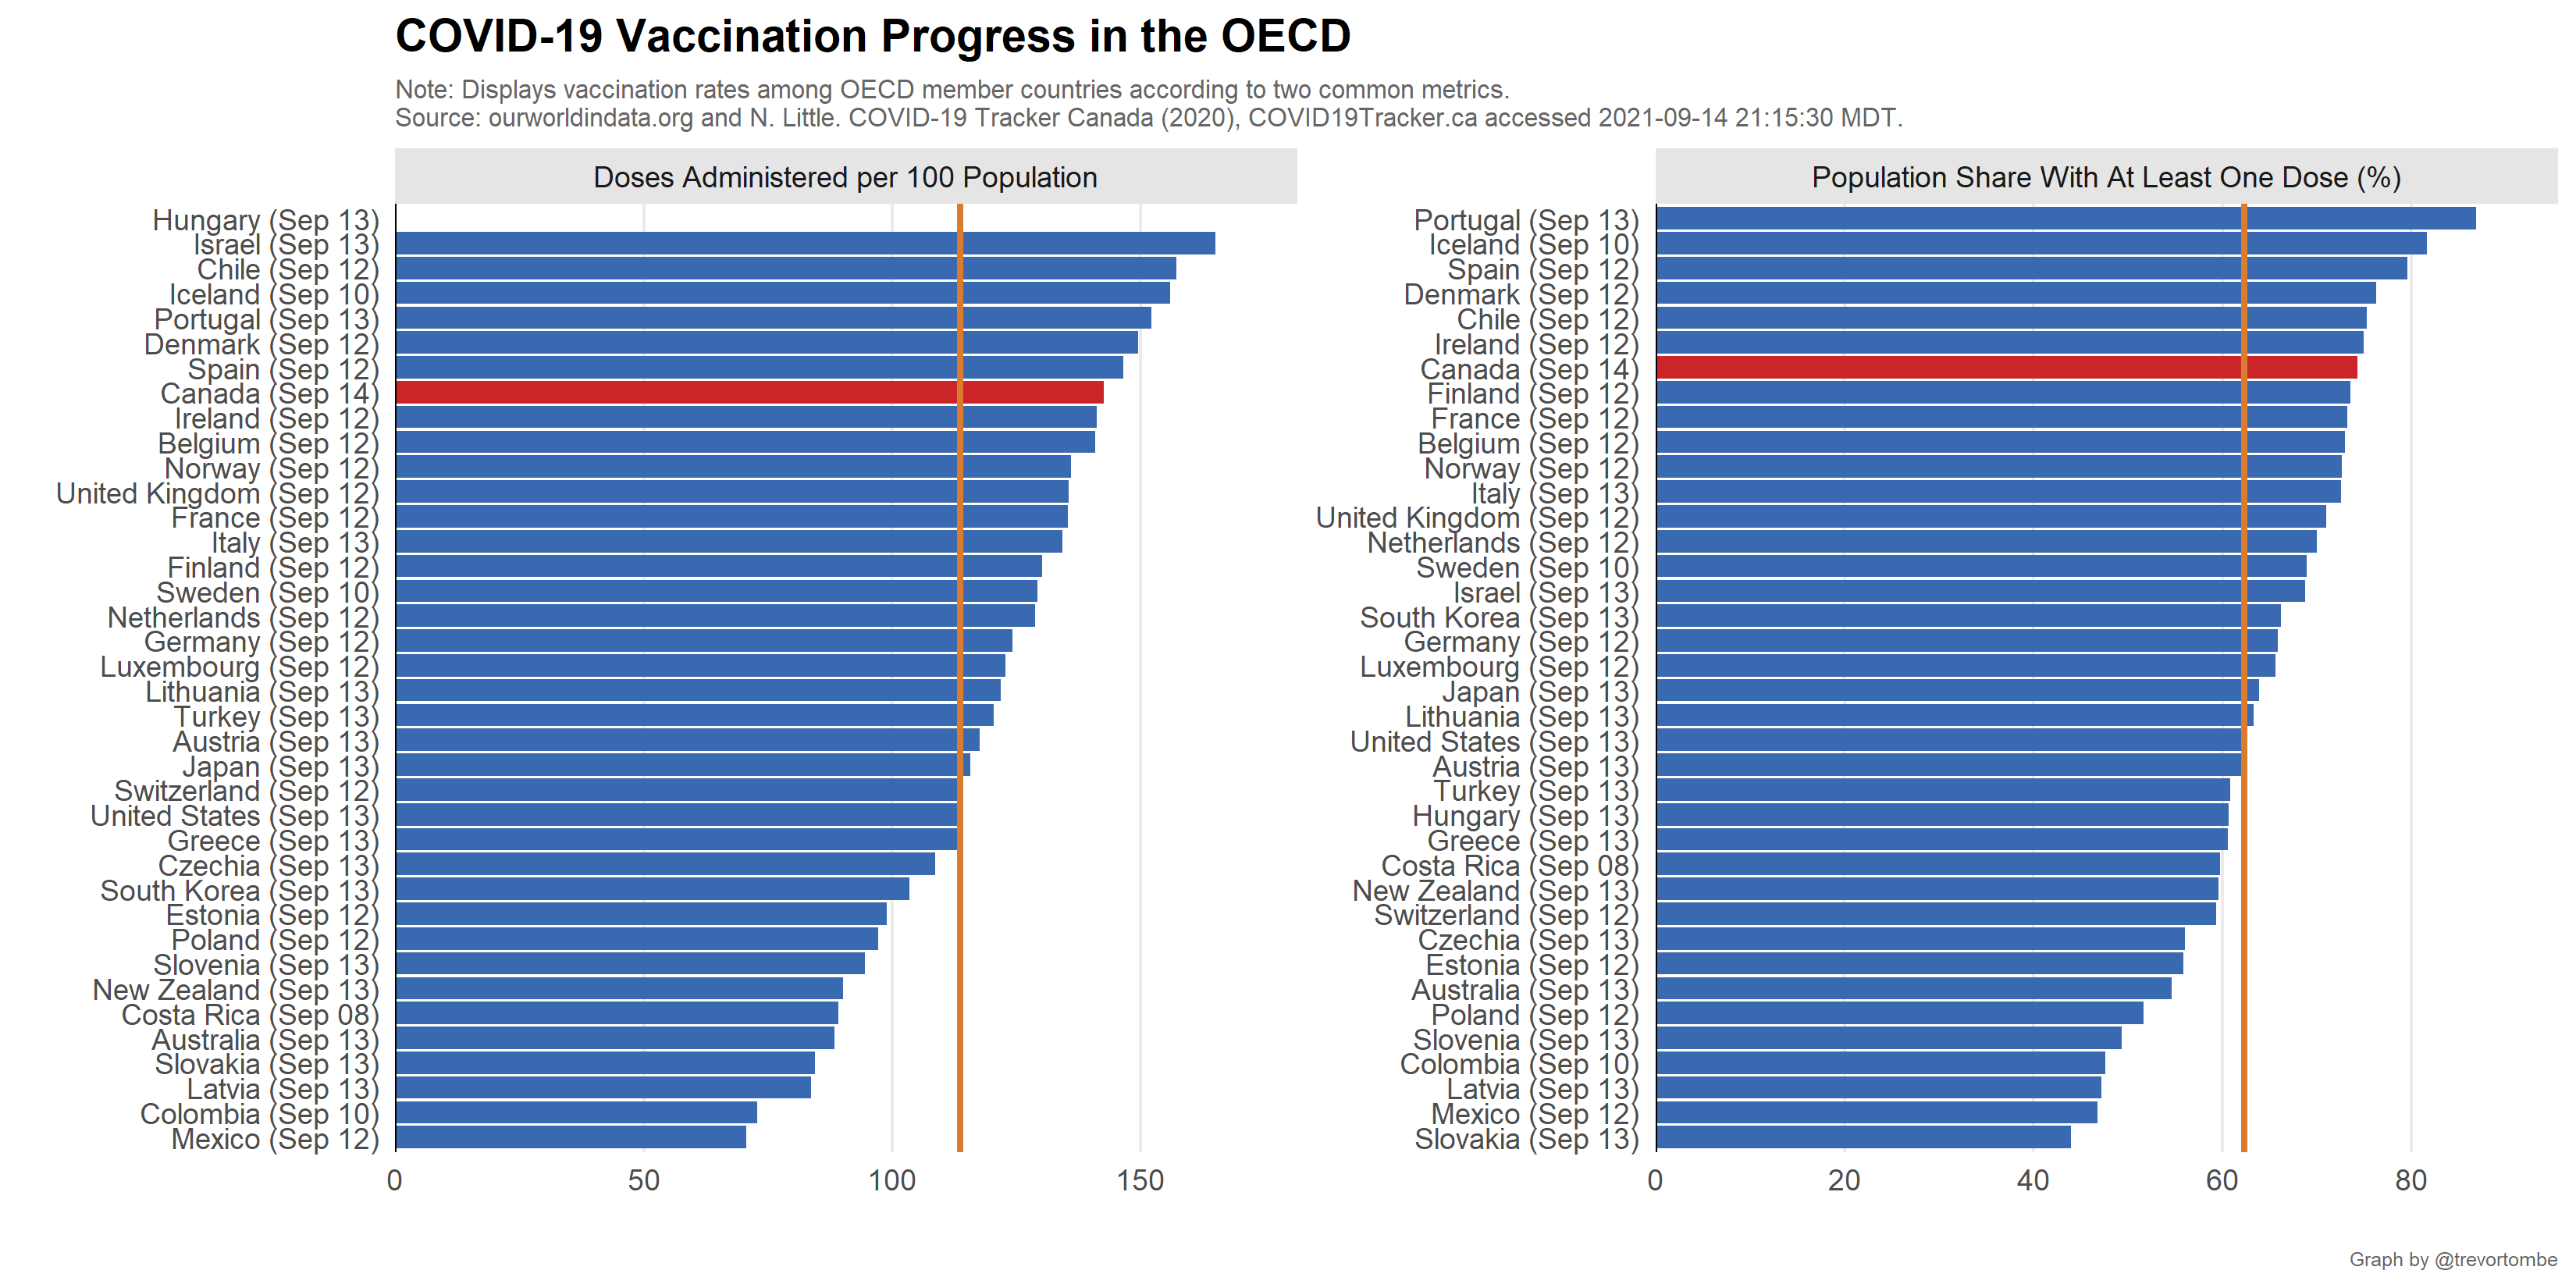 COVID-19 Vaccination Progress in the OECD
Note: Displays vaccination rates among OECD member countries according to two common metrics.
Source: ourworldindata.org and N. Little. COVID-19 Tracker Canada (2020), COVID19Tracker.ca accessed 2021-09-14 21:15:30 MDT.
Doses Administered per 100 Population
Hungary (Sep 13)
Israel (Sep 13)
Chile (Sep 12)
Iceland (Sep 10)
Portugal (Sep 13)
Denmark (Sep 12)
Spain (Sep 12)
Canada (Sep 14)
Ireland (Sep 12)
Belgium (Sep 12)
Norway (Sep 12)
United Kingdom (Sep 12)
France (Sep 12)
Italy (Sep 13)
Finland (Sep 12)
Sweden (Sep 10)
Netherlands (Sep 12)
Germany (Sep 12)
Luxembourg (Sep 12)
Lithuania (Sep 13)
Turkey (Sep 13)
Austria (Sep 13)
Japan (Sep 13)
Switzerland (Sep 12)
United States (Sep 13)
Greece (Sep 13)
Czechia (Sep 13)
South Korea (Sep 13)
Estonia (Sep 12)
Poland (Sep 12)
Slovenia (Sep 13)
New Zealand (Sep 13)
Costa Rica (Sep 08)
Australia (Sep 13)
Slovakia (Sep 13)
Latvia (Sep 13)
Colombia (Sep 10)
Mexico (Sep 12)
0 50 100 150
Population Share With At Least One Dose (%)
Portugal (Sep 13)
Iceland (Sep 10)
Spain (Sep 12)
Denmark (Sep 12)
Chile (Sep 12)
Ireland (Sep 12)
Canada (Sep 14)
Finland (Sep 12)
France (Sep 12)
Belgium (Sep 12)
Norway (Sep 12)
Italy (Sep 13)
United Kingdom (Sep 12)
Netherlands (Sep 12)
Sweden (Sep 10)
Israel (Sep 13)
South Korea (Sep 13)
Germany (Sep 12)
Luxembourg (Sep 12)
Japan (Sep 13)
Lithuania (Sep 13)
United States (Sep 13)
Austria (Sep 13)
Turkey (Sep 13)
Hungary (Sep 13)
Greece (Sep 13)
Costa Rica (Sep 08)
New Zealand (Sep 13)
Switzerland (Sep 12)
Czechia (Sep 13)
Estonia (Sep 12)
Australia (Sep 13)
Poland (Sep 12)
Slovenia (Sep 13)
Colombia (Sep 10)
Latvia (Sep 13)
Mexico (Sep 12)
Slovakia (Sep 13)
0 20 40 60 80
Graph by @trevortombe